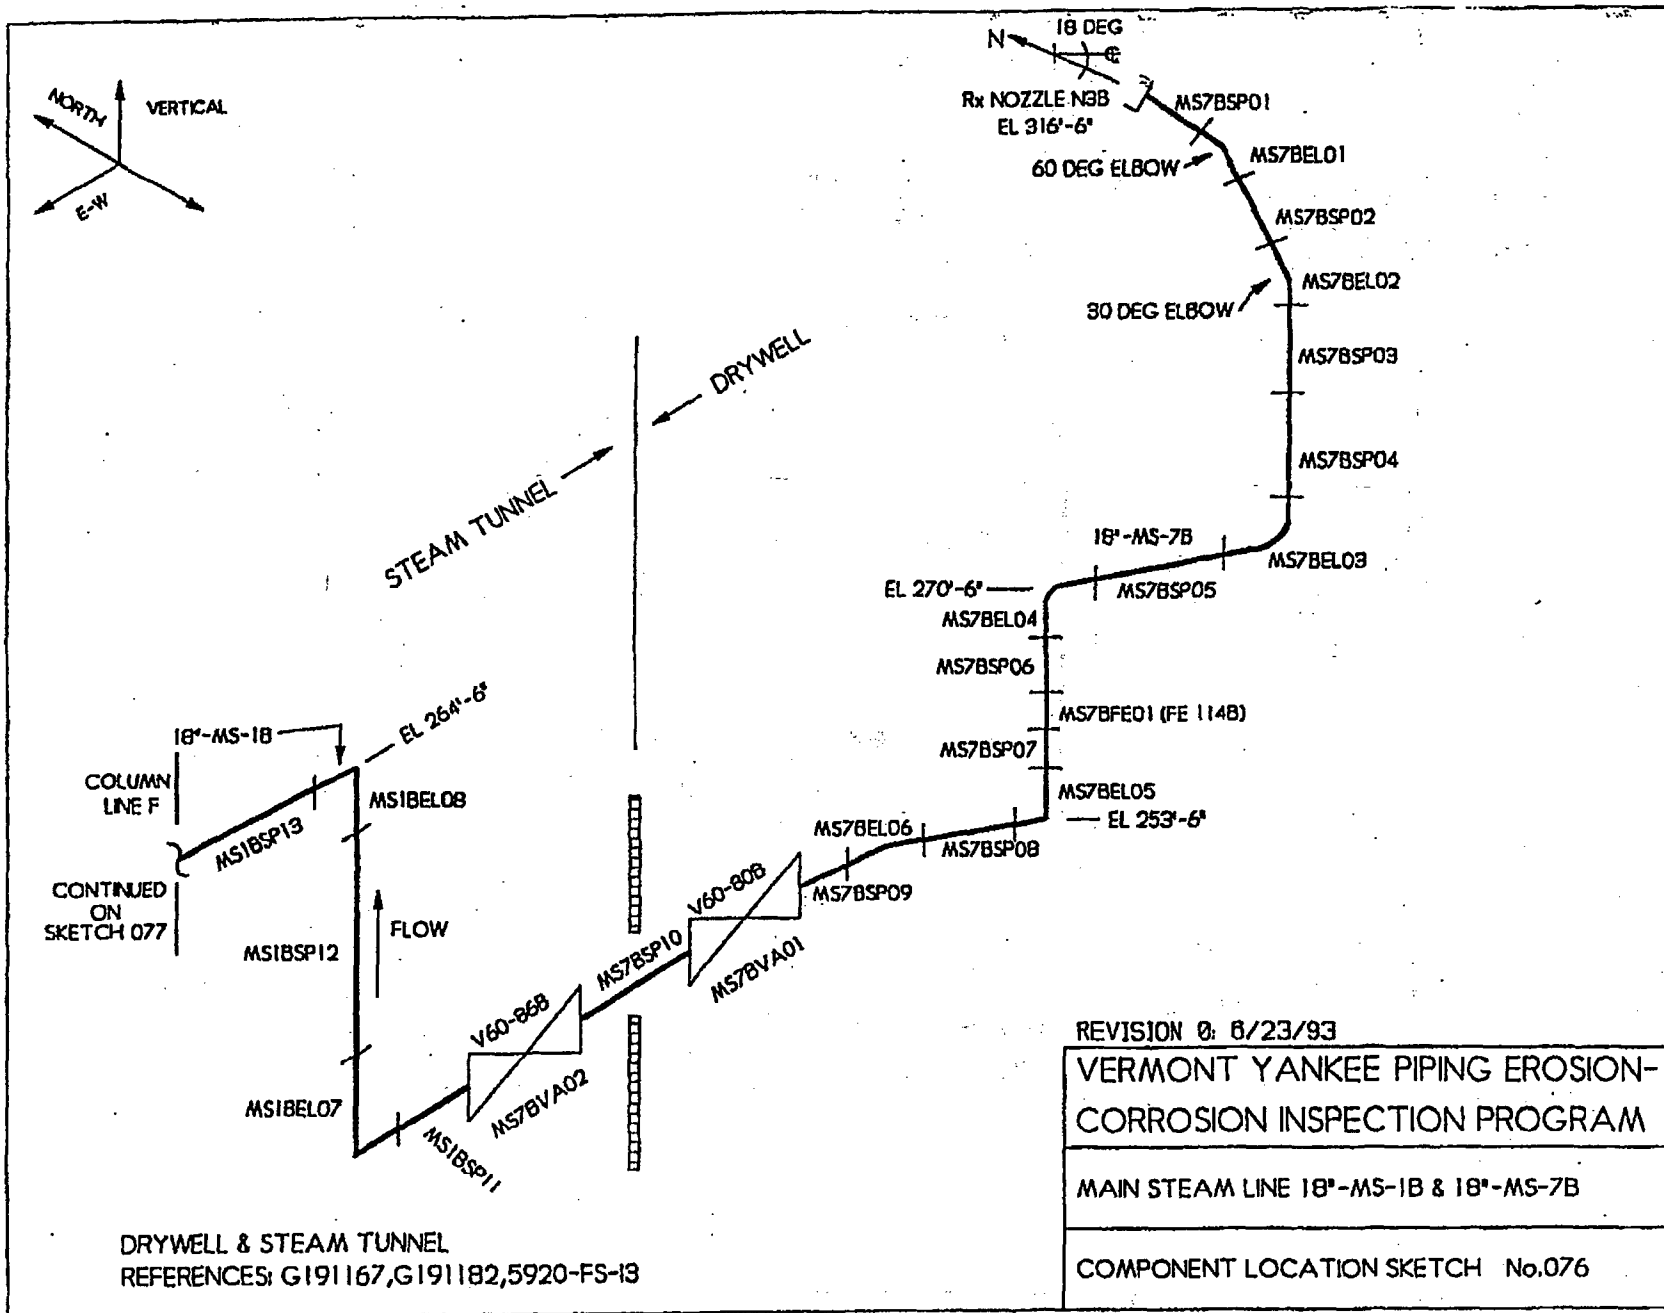 NORTH
VERTICAL
E-W
N
18 DEG
Rx NOZZLE N3B
EL 316'-6"
MS7BSP01
60 DEG ELBOW
MS7BEL01
MS7BSP02
MS7BEL02
30 DEG ELBOW
MS7BSP03
MS7BSP04
DRYWELL
STEAM TUNNEL
18"-MS-7B
MS7BEL03
EL 270'-6"
MS7BSP05
MS7BEL04
MS7BSP06
MS7BFE01 (FE 114B)
MS7BSP07
MS7BEL05
EL 253'-6"
MS7BEL06
MS7BSP08
MS7BSP09
V60-80B
MS7BVA01
MS7BSP10
V60-86B
MS7BVA02
EL 264'-6"
18"-MS-1B
COLUMN
LINE F
MS1BEL08
MS1BSP13
CONTINUED
ON
SKETCH 077
MS1BSP12
FLOW
MS1BEL07
MS1BSP11
REVISION 0: 6/23/93
VERMONT YANKEE PIPING EROSION-
CORROSION INSPECTION PROGRAM
MAIN STEAM LINE 18"-MS-1B & 18"-MS-7B
COMPONENT LOCATION SKETCH No.076
DRYWELL & STEAM TUNNEL
REFERENCES: G191167,G191182,5920-FS-I3